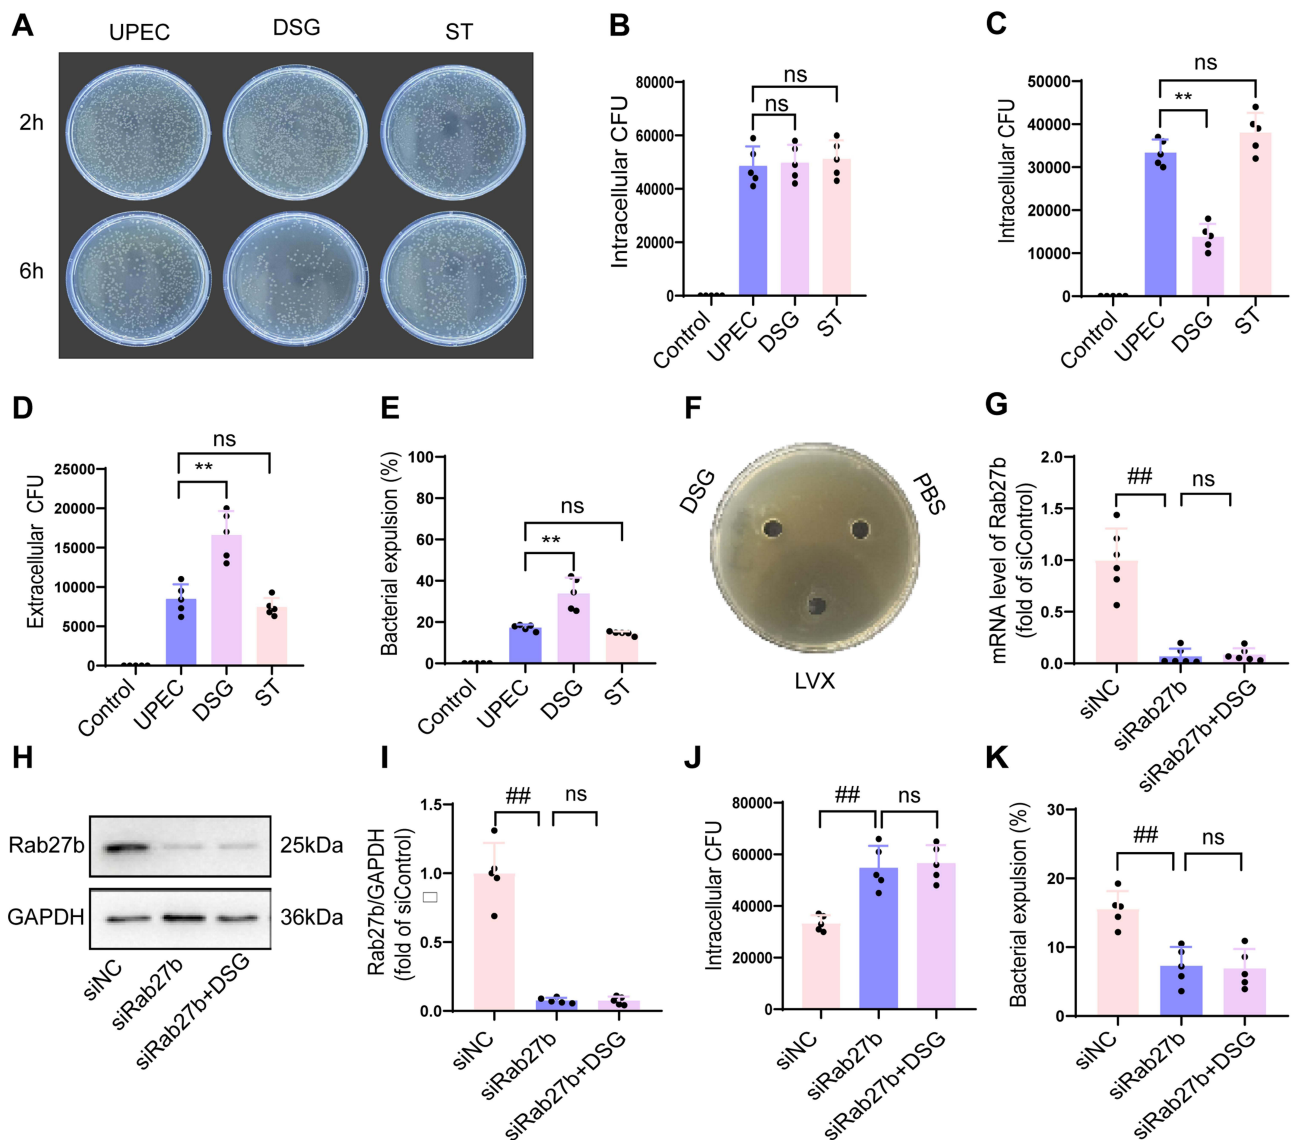 A
UPEC
DSG
ST
2h
6h
B
Intracellular CFU
80000
60000
40000
20000
0
ns
ns
Control
UPEC
DSG
ST
C
Intracellular CFU
50000
40000
30000
20000
10000
0
ns
**
Control
UPEC
DSG
ST
D
Extracellular CFU
25000
20000
15000
10000
5000
0
ns
**
Control
UPEC
DSG
ST
E
Bacterial expulsion (%)
100
80
60
40
20
0
ns
**
Control
UPEC
DSG
ST
F
DSG
PBS
LVX
G
mRNA level of Rab27b
(fold of siControl)
2.0
1.5
1.0
0.5
0.0
##
ns
siNC
siRab27b
siRab27b+DSG
H
Rab27b
25kDa
GAPDH
36kDa
siNC
siRab27b
siRab27b+DSG
I
Rab27b/GAPDH
(fold of siControl)
1.5
1.0
0.5
0.0
##
ns
siNC
siRab27b
siRab27b+DSG
J
Intracellular CFU
80000
60000
40000
20000
0
##
ns
siNC
siRab27b
siRab27b+DSG
K
Bacterial expulsion (%)
30
20
10
0
##
ns
siNC
siRab27b
siRab27b+DSG